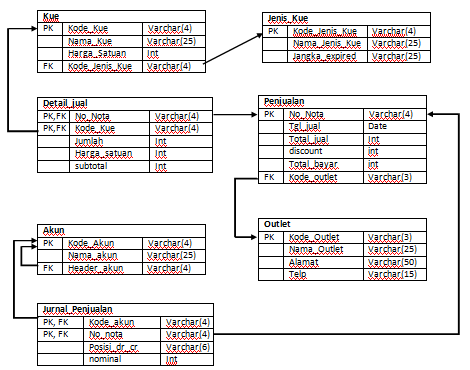 Kue
PK Kode_Kue Varchar(4)
Nama_Kue Varchar(25)
Harga_Satuan Int
FK Kode_Jenis_Kue Varchar(4)
Jenis_Kue
PK Kode_Jenis_Kue Varchar(4)
Nama_Jenis_Kue Varchar(25)
Jangka_expired Varchar(25)
Detail_jual
PK,FK No_Nota Varchar(4)
PK,FK Kode_Kue Varchar(4)
Jumlah Int
Harga_satuan Int
subtotal Int
Penjualan
PK No_Nota Varchar(4)
Tgl_jual Date
Total_jual Int
discount int
Total_bayar int
FK Kode_outlet Varchar(3)
Akun
PK Kode_Akun Varchar(4)
Nama_akun Varchar(25)
FK Header_akun Varchar(4)
Outlet
PK Kode_Outlet Varchar(3)
Nama_Outlet Varchar(25)
Alamat Varchar(50)
Telp Varchar(15)
Jurnal_Penjualan
PK, FK Kode_akun Varchar(4)
PK, FK No_nota Varchar(4)
Posisi_dr_cr Varchar(6)
nominal Int